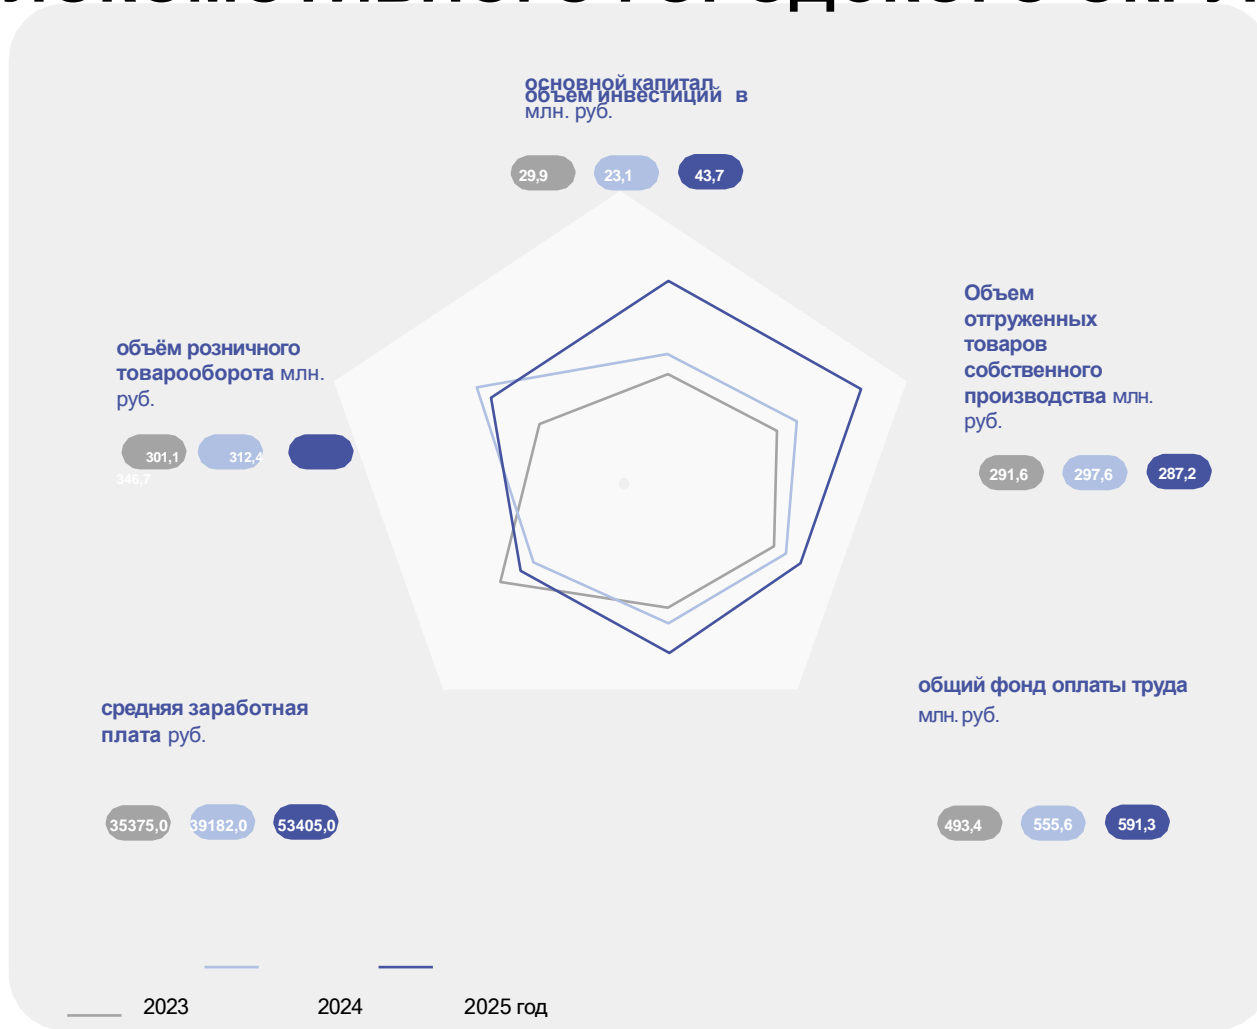 основной капитал
объем инвестиций в
млн. руб.
29,9 23,1 43,7
Объем
отгруженных
товаров
собственного
производства млн.
руб.
291,6 297,6 287,2
объём розничного
товарооборота млн.
руб.
301,1 312,4
346,7
общий фонд оплаты труда
млн. руб.
493,4 555,6 591,3
средняя заработная
плата руб.
35375,0 39182,0 53405,0
2023 2024 2025 год